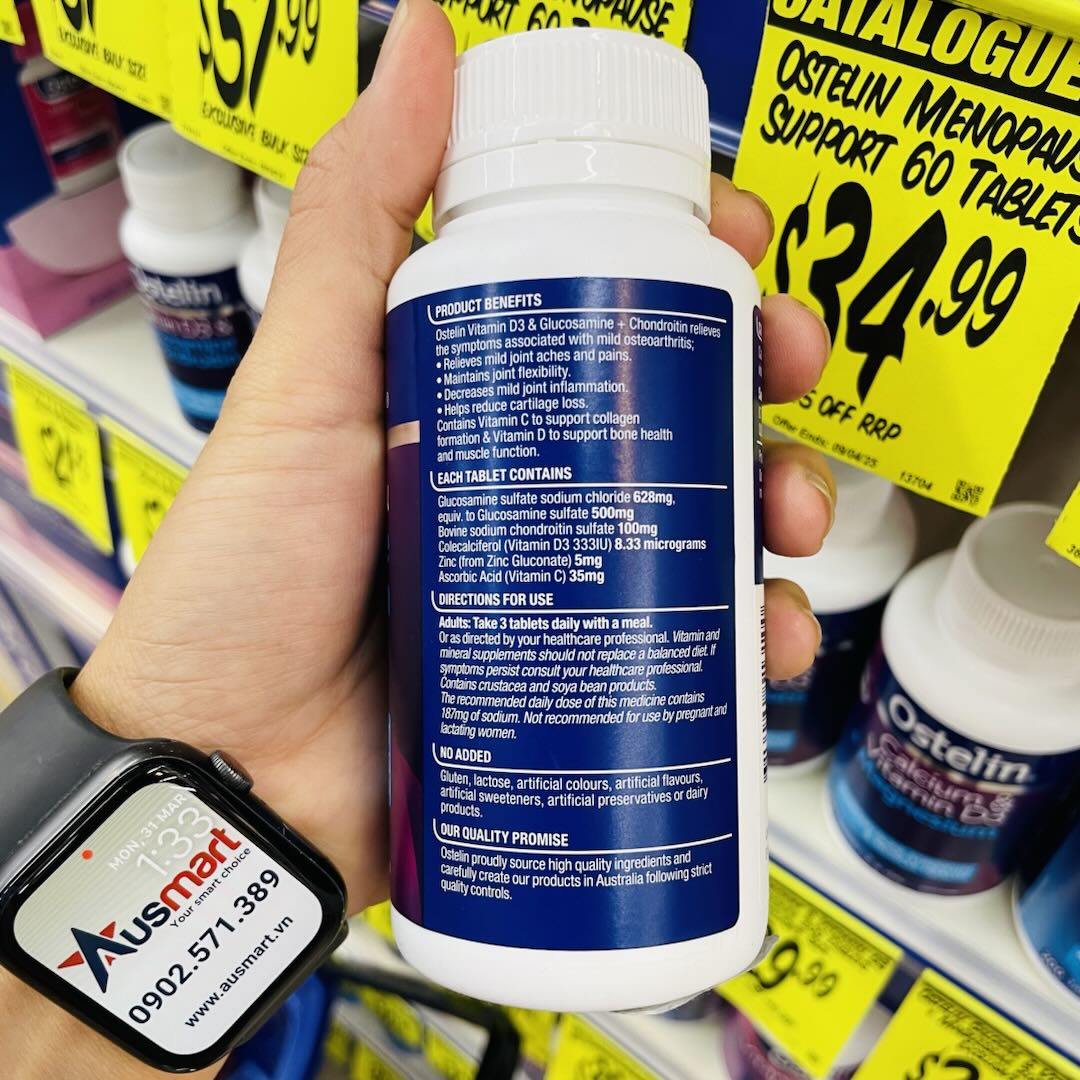 $57.99
EXCLUSIVE BULK SIZE
MENOPAUSE
SUPPORT 60
CATALOGUE
OSTELIN MENOPAUSE
SUPPORT 60 TABLETS
$34.99
OFF RRP
Offer Ends: 09/04/25 13704
Ostelin
PRODUCT BENEFITS
Ostelin Vitamin D3 & Glucosamine + Chondroitin relieves
the symptoms associated with mild osteoarthritis;
• Relieves mild joint aches and pains.
• Maintains joint flexibility.
• Decreases mild joint inflammation.
• Helps reduce cartilage loss.
Contains Vitamin C to support collagen
formation & Vitamin D to support bone health
and muscle function.
EACH TABLET CONTAINS
Glucosamine sulfate sodium chloride 628mg,
equiv. to Glucosamine sulfate 500mg
Bovine sodium chondroitin sulfate 100mg
Colecalciferol (Vitamin D3 333IU) 8.33 micrograms
Zinc (from Zinc Gluconate) 5mg
Ascorbic Acid (Vitamin C) 35mg
DIRECTIONS FOR USE
Adults: Take 3 tablets daily with a meal.
Or as directed by your healthcare professional. Vitamin and
mineral supplements should not replace a balanced diet. If
symptoms persist consult your healthcare professional.
Contains crustacea and soya bean products.
The recommended daily dose of this medicine contains
187mg of sodium. Not recommended for use by pregnant and
lactating women.
NO ADDED
Gluten, lactose, artificial colours, artificial flavours,
artificial sweeteners, artificial preservatives or dairy
products.
OUR QUALITY PROMISE
Ostelin proudly source high quality ingredients and
carefully create our products in Australia following strict
quality controls.
Ostelin
Calcium &
Vitamin D3
MON, 31 MAR
1:33
Ausmart
Your smart choice
0902.571.389
www.ausmart.vn
9.99